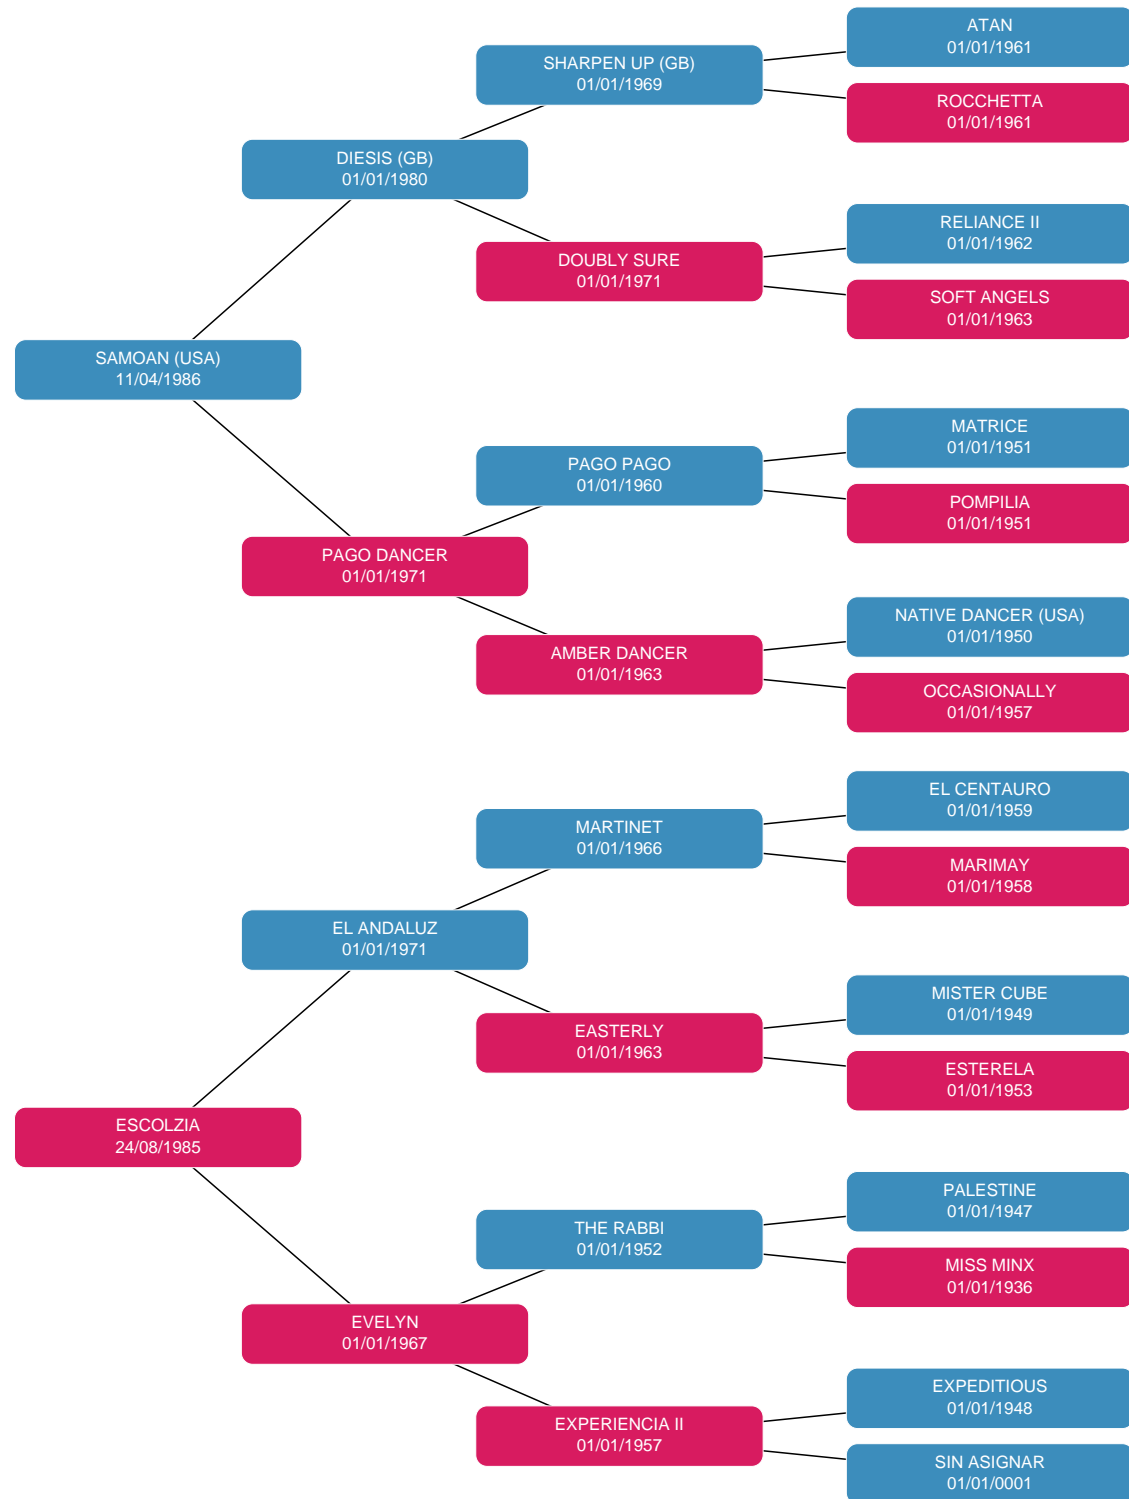 ATAN
01/01/1961
SHARPEN UP (GB)
01/01/1969
ROCCHETTA
01/01/1961
DIESIS (GB)
01/01/1980
RELIANCE II
01/01/1962
DOUBLY SURE
01/01/1971
SOFT ANGELS
01/01/1963
SAMOAN (USA)
11/04/1986
MATRICE
01/01/1951
PAGO PAGO
01/01/1960
POMPILIA
01/01/1951
PAGO DANCER
01/01/1971
NATIVE DANCER (USA)
01/01/1950
AMBER DANCER
01/01/1963
OCCASIONALLY
01/01/1957
EL CENTAURO
01/01/1959
MARTINET
01/01/1966
MARIMAY
01/01/1958
EL ANDALUZ
01/01/1971
MISTER CUBE
01/01/1949
EASTERLY
01/01/1963
ESTERELA
01/01/1953
ESCOLZIA
24/08/1985
PALESTINE
01/01/1947
THE RABBI
01/01/1952
MISS MINX
01/01/1936
EVELYN
01/01/1967
EXPEDITIOUS
01/01/1948
EXPERIENCIA II
01/01/1957
SIN ASIGNAR
01/01/0001